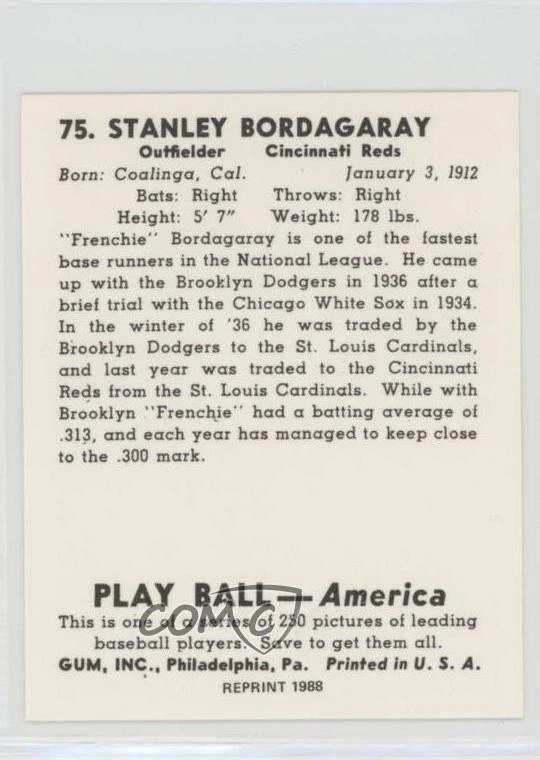 75. STANLEY BORDAGARAY
Outfielder Cincinnati Reds
Born: Coalinga, Cal. January 3, 1912
Bats: Right Throws: Right
Height: 5' 7" Weight: 178 lbs.
"Frenchie" Bordagaray is one of the fastest
base runners in the National League. He came
up with the Brooklyn Dodgers in 1936 after a
brief trial with the Chicago White Sox in 1934.
In the winter of '36 he was traded by the
Brooklyn Dodgers to the St. Louis Cardinals,
and last year was traded to the Cincinnati
Reds from the St. Louis Cardinals. While with
Brooklyn "Frenchie" had a batting average of
.313, and each year has managed to keep close
to the .300 mark.
PLAY BALL — America
This is one of a series of 250 pictures of leading
baseball players. Save to get them all.
GUM, INC., Philadelphia, Pa. Printed in U. S. A.
REPRINT 1988
COMC